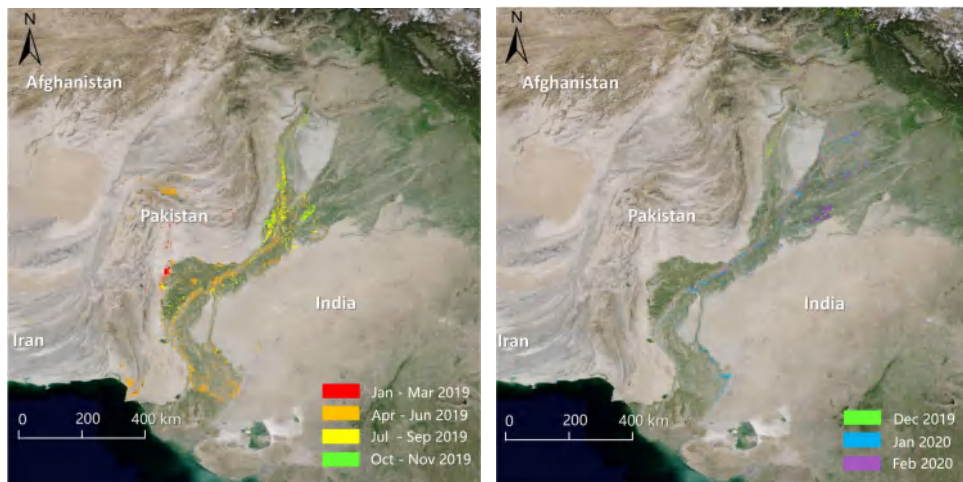 N
Afghanistan
Pakistan
India
Iran
0 200 400 km
Jan - Mar 2019
Apr - Jun 2019
Jul - Sep 2019
Oct - Nov 2019
N
Afghanistan
Pakistan
India
Iran
0 200 400 km
Dec 2019
Jan 2020
Feb 2020